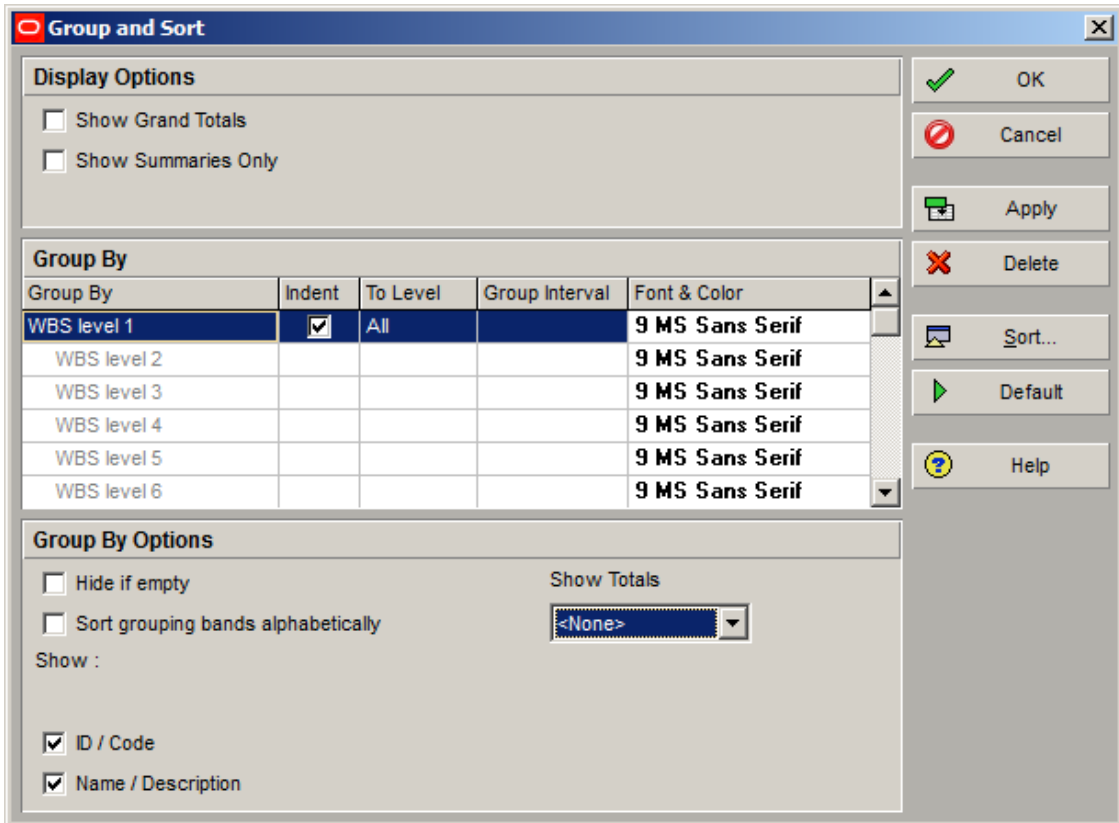 Group and Sort
Display Options
Show Grand Totals
Show Summaries Only
OK
Cancel
Apply
Delete
Sort...
Default
Help
Group By
Group By Indent To Level Group Interval Font & Color
WBS level 1 All 9 MS Sans Serif
WBS level 2 9 MS Sans Serif
WBS level 3 9 MS Sans Serif
WBS level 4 9 MS Sans Serif
WBS level 5 9 MS Sans Serif
WBS level 6 9 MS Sans Serif
Group By Options
Hide if empty
Sort grouping bands alphabetically
Show Totals
<None>
Show :
ID / Code
Name / Description